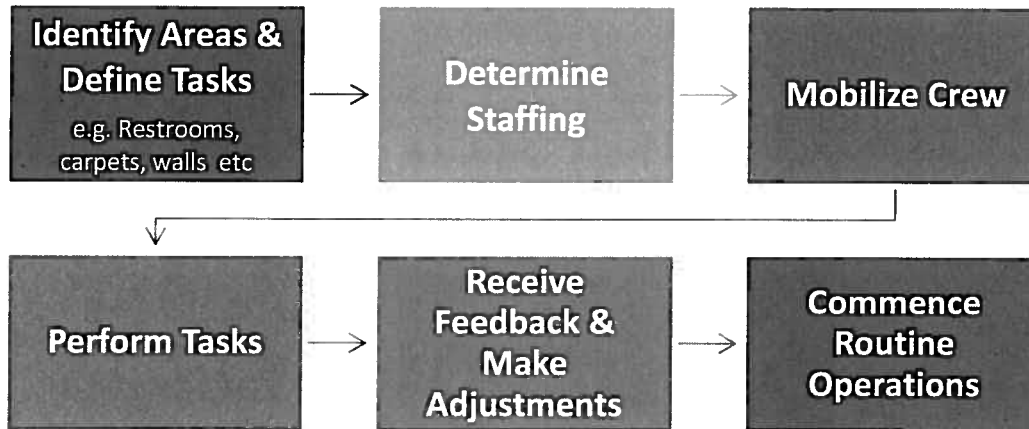 Identify Areas &
Define Tasks
e.g. Restrooms,
carpets, walls etc
Determine
Staffing
Mobilize Crew
Perform Tasks
Receive
Feedback &
Make
Adjustments
Commence
Routine
Operations